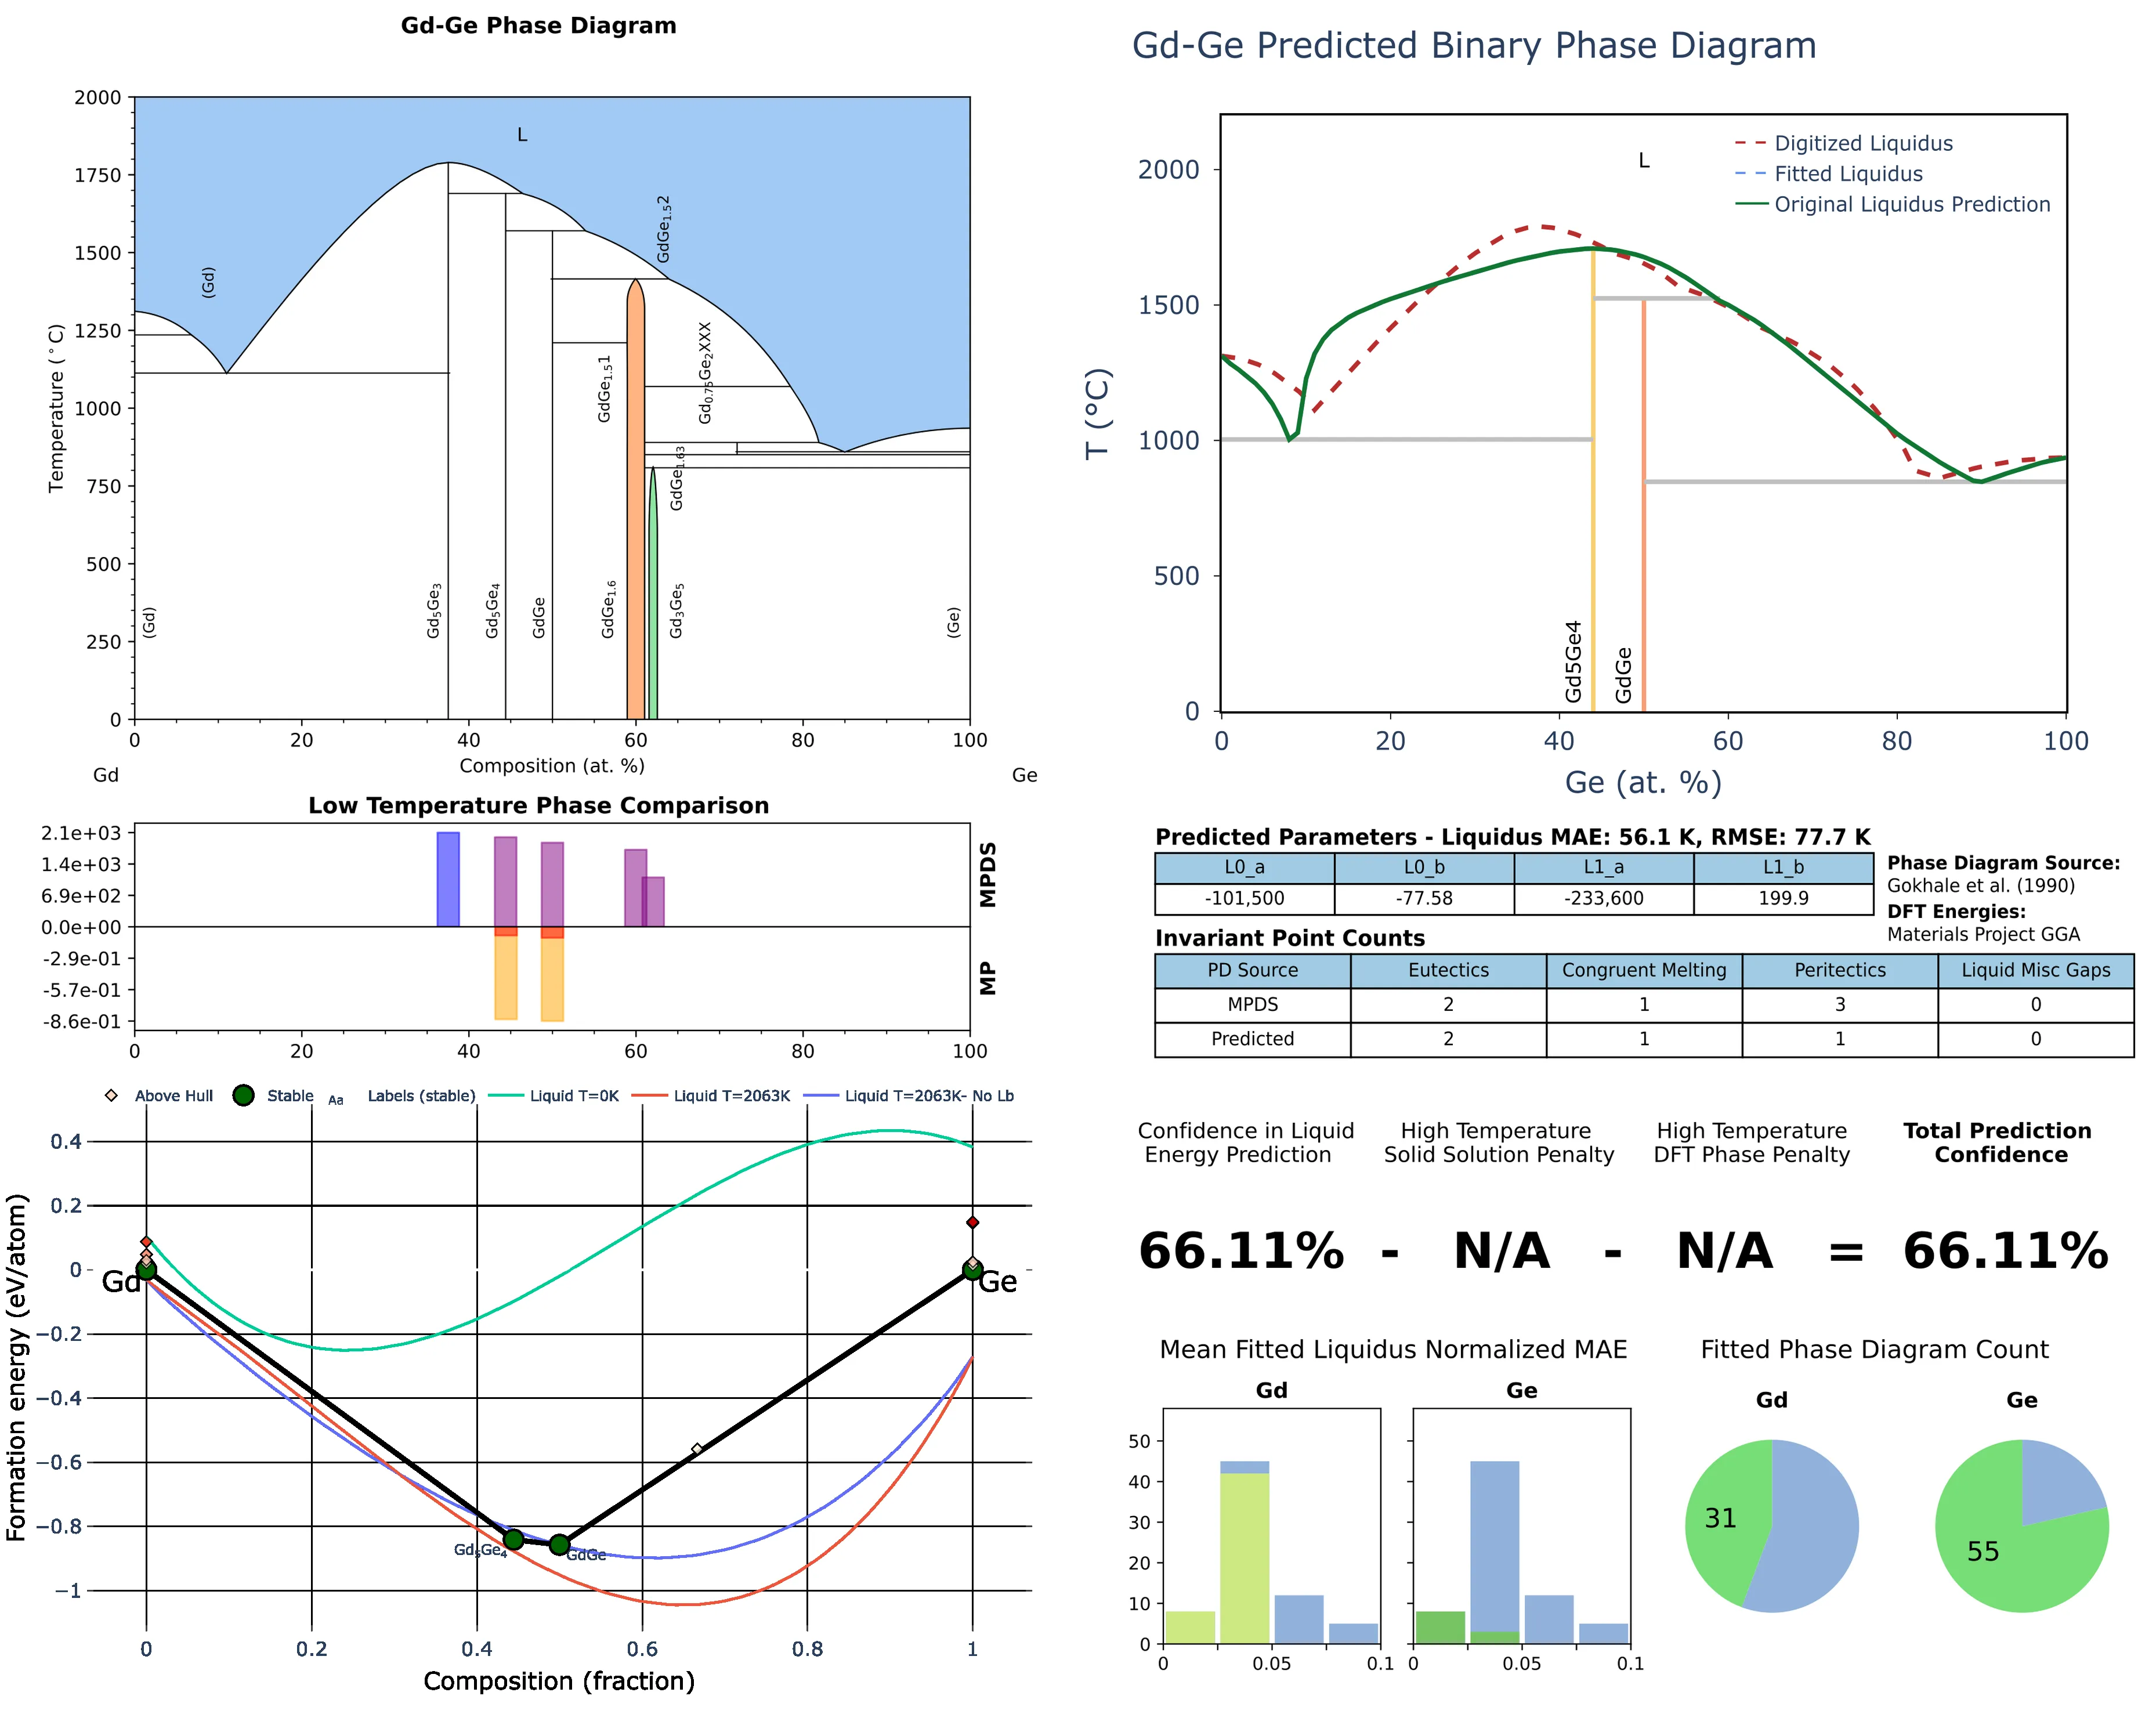 Gd-Ge Phase Diagram
2000
1750
1500
1250
1000
750
500
250
0
Temperature (°C)
L
(Gd)
GdGe1.52
GdGe1.51
Gd0.75Ge2XXX
GdGe1.63
(Gd)
Gd5Ge3
Gd5Ge4
GdGe
GdGe1.6
Gd3Ge5
(Ge)
0 20 40 60 80 100
Composition (at. %)
Gd Ge
Gd-Ge Predicted Binary Phase Diagram
Digitized Liquidus
Fitted Liquidus
Original Liquidus Prediction
L
2000
1500
1000
500
0
T (°C)
Gd5Ge4
GdGe
0 20 40 60 80 100
Ge (at. %)
Low Temperature Phase Comparison
2.1e+03
1.4e+03
6.9e+02
0.0e+00
-2.9e-01
-5.7e-01
-8.6e-01
MPDS
MP
0 20 40 60 80 100
Predicted Parameters - Liquidus MAE: 56.1 K, RMSE: 77.7 K
L0_a L0_b L1_a L1_b
-101,500 -77.58 -233,600 199.9
Phase Diagram Source:
Gokhale et al. (1990)
DFT Energies:
Materials Project GGA
Invariant Point Counts
PD Source Eutectics Congruent Melting Peritectics Liquid Misc Gaps
MPDS 2 1 3 0
Predicted 2 1 1 0
Above Hull Stable Aa Labels (stable) Liquid T=0K Liquid T=2063K Liquid T=2063K- No Lb
0.4
0.2
0
−0.2
−0.4
−0.6
−0.8
−1
Formation energy (eV/atom)
Gd
Ge
Gd5Ge4
GdGe
0 0.2 0.4 0.6 0.8 1
Composition (fraction)
Confidence in Liquid
Energy Prediction
High Temperature
Solid Solution Penalty
High Temperature
DFT Phase Penalty
Total Prediction
Confidence
66.11% - N/A - N/A = 66.11%
Mean Fitted Liquidus Normalized MAE
Gd Ge
50
40
30
20
10
0
0 0.05 0.1 0 0.05 0.1
Fitted Phase Diagram Count
Gd Ge
31
55